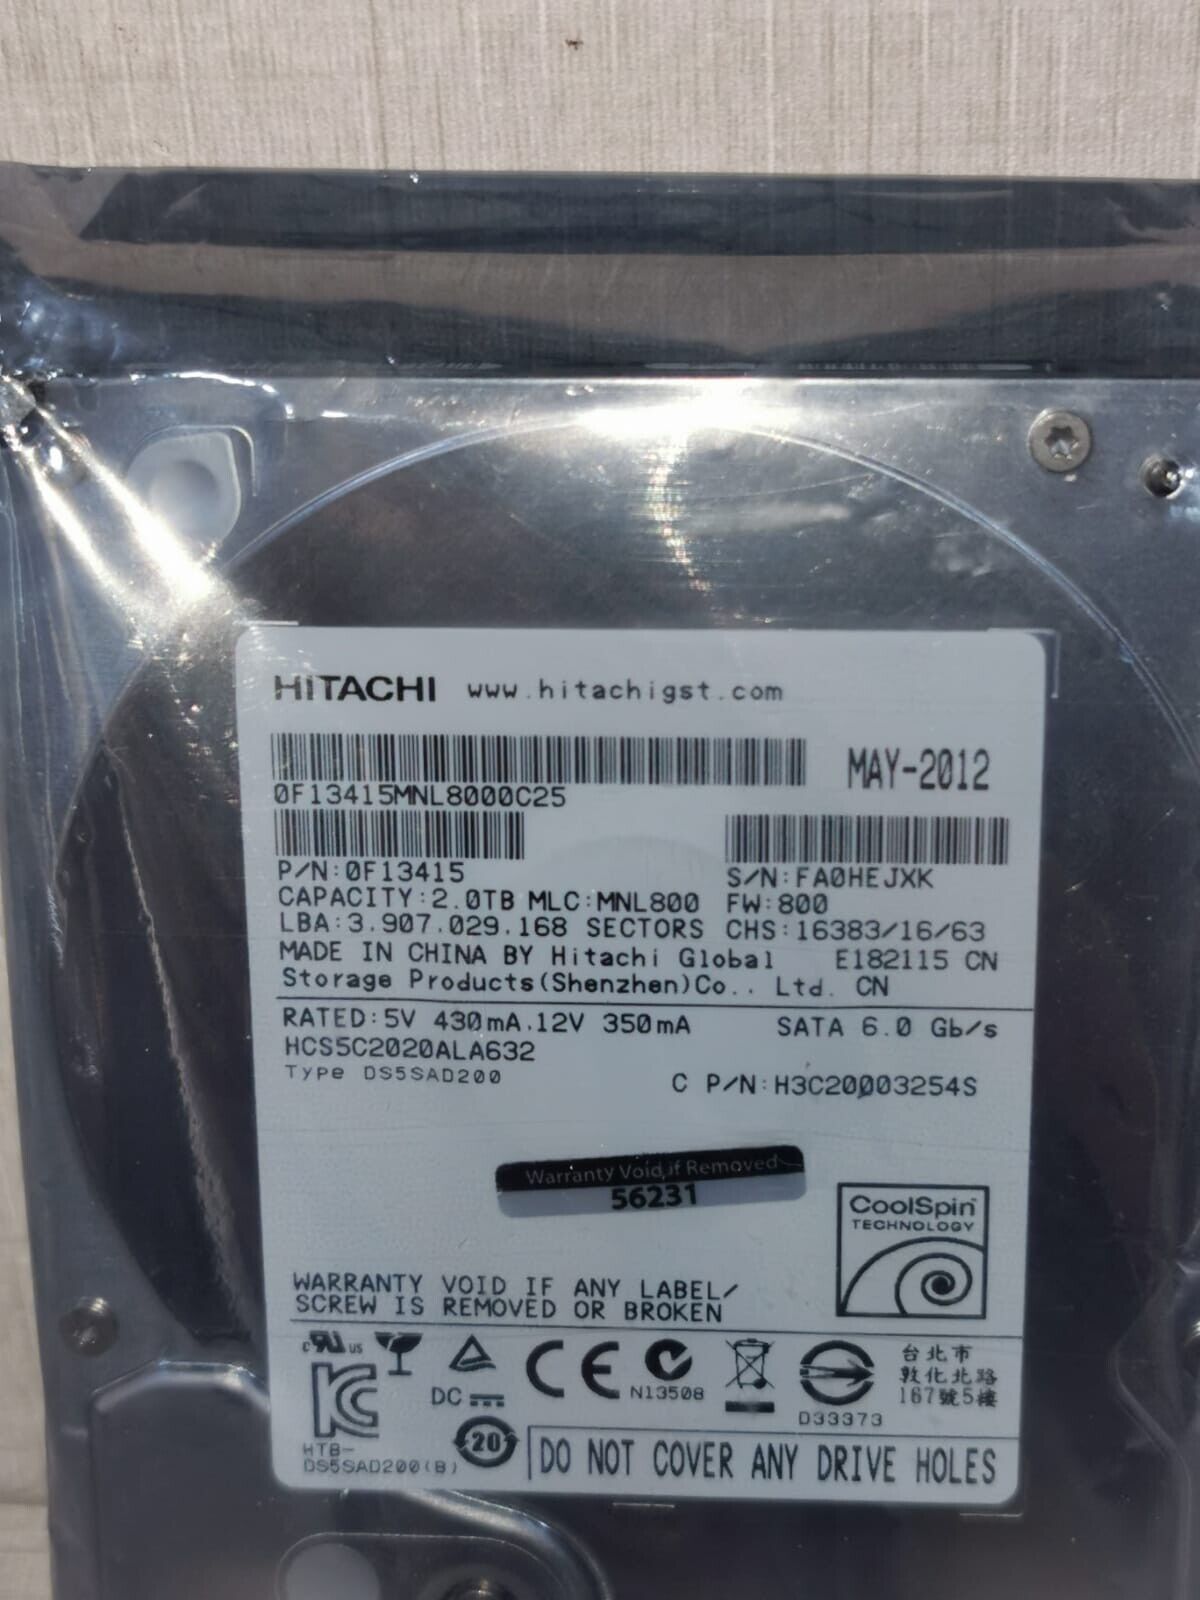 HITACHI www.hitachigst.com
MAY-2012
0F13415MNL8000C25
P/N:0F13415
S/N:FA0HEJXK
CAPACITY:2.0TB MLC:MNL800 FW:800
LBA:3.907.029.168 SECTORS CHS:16383/16/63
MADE IN CHINA BY Hitachi Global E182115 CN
Storage Products(Shenzhen)Co.. Ltd. CN
RATED:5V 430mA.12V 350mA SATA 6.0 Gb/s
HCS5C2020ALA632
Type DS5SAD200
C P/N:H3C20003254S
Warranty Void if Removed
56231
CoolSpin™
TECHNOLOGY
WARRANTY VOID IF ANY LABEL/
SCREW IS REMOVED OR BROKEN
c US
DC
CE
N13508
D33373
台北市
敦化北路
167號5樓
HTB-
DS5SAD200(B)
20
DO NOT COVER ANY DRIVE HOLES